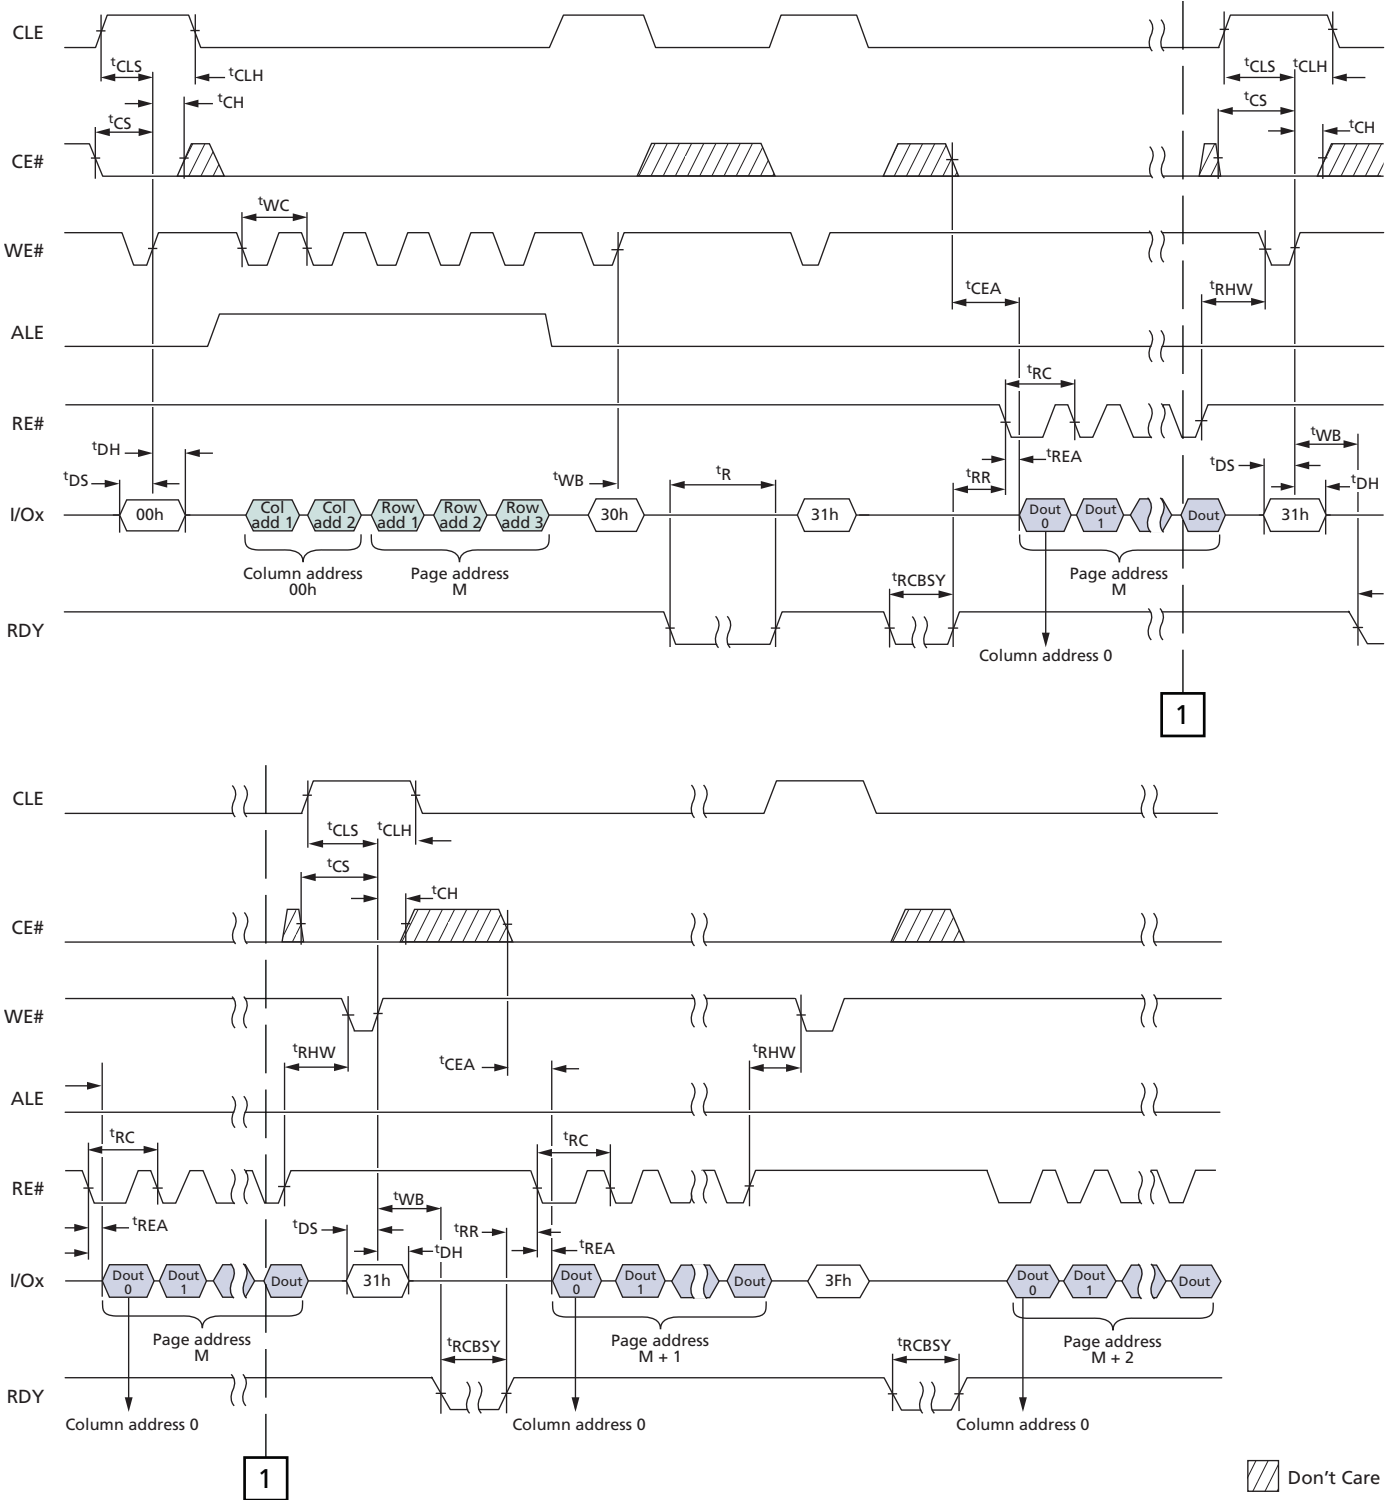 CLE
tCLS
tCLH
tCLS
tCLH
tCH
tCS
tCS
tCH
CE#
tWC
WE#
tCEA
tRHW
ALE
tRC
RE#
tDH
tWB
tREA
tDS
tWB
tR
tRR
tDS
tDH
I/Ox
00h
Col add 1
Col add 2
Row add 1
Row add 2
Row add 3
30h
31h
Dout 0
Dout 1
Dout
31h
Column address 00h
Page address M
Page address M
tRCBSY
RDY
Column address 0
1
CLE
tCLS
tCLH
tCS
tCH
CE#
WE#
tRHW
tCEA
tRHW
ALE
tRC
tRC
RE#
tWB
tREA
tDS
tRR
tDH
tREA
I/Ox
Dout 0
Dout 1
Dout
31h
Dout 0
Dout 1
Dout
3Fh
Dout 0
Dout 1
Dout
Page address M
tRCBSY
Page address M + 1
tRCBSY
Page address M + 2
RDY
Column address 0
Column address 0
Column address 0
1
Don't Care